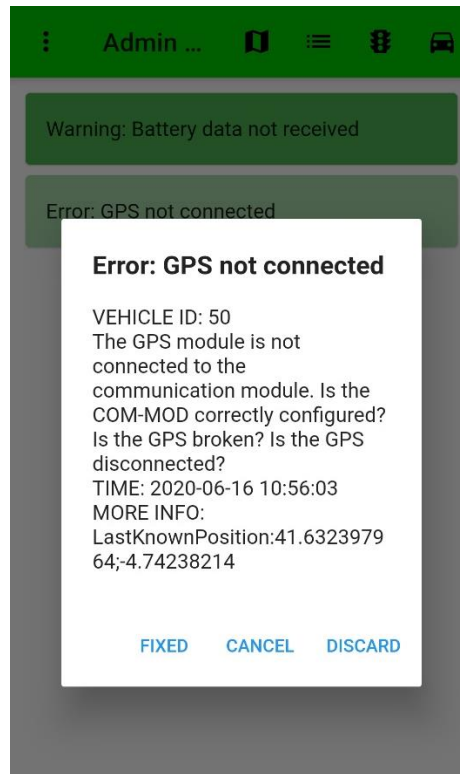 Admin ...
Warning: Battery data not received
Error: GPS not connected
Error: GPS not connected
VEHICLE ID: 50
The GPS module is not
connected to the
communication module. Is the
COM-MOD correctly configured?
Is the GPS broken? Is the GPS
disconnected?
TIME: 2020-06-16 10:56:03
MORE INFO:
LastKnownPosition:41.6323979
64;-4.74238214
FIXED CANCEL DISCARD